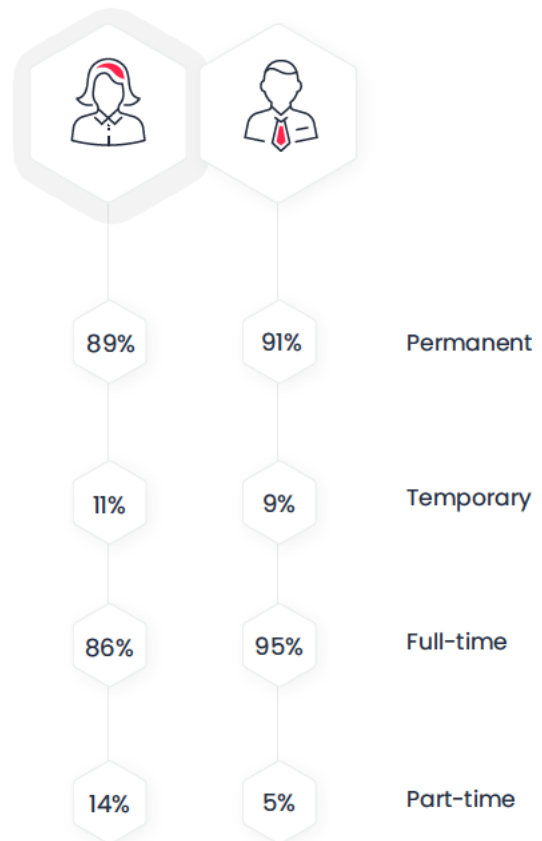 89% 91% Permanent
11% 9% Temporary
86% 95% Full-time
14% 5% Part-time